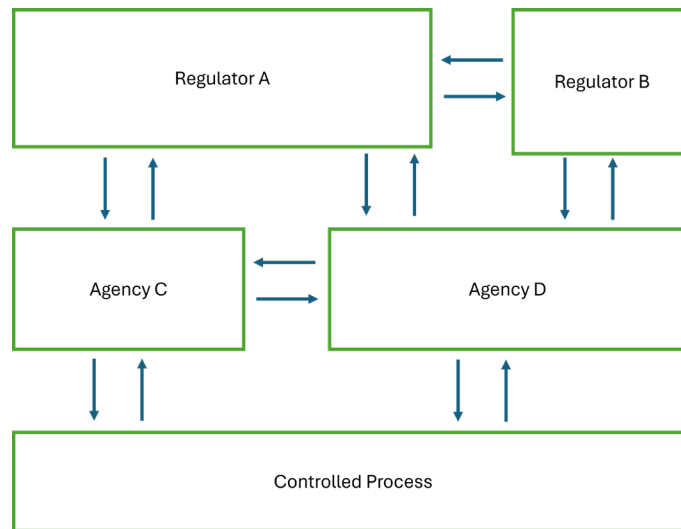 Regulator A
Regulator B
Agency C
Agency D
Controlled Process